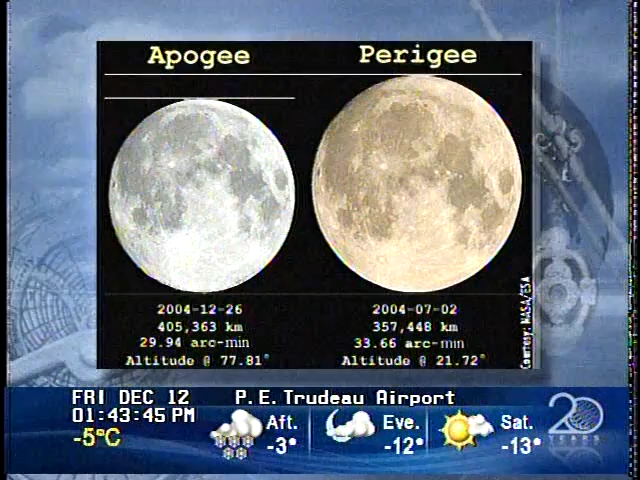 Apogee
Perigee
2004-12-26
405,363 km
29.94 arc-min
Altitude @ 77.81°
2004-07-02
357,448 km
33.66 arc-min
Altitude @ 21.72°
Courtesy: NASA/ESA
FRI DEC 12
P.E. Trudeau Airport
01:43:45 PM
-5°C
Aft.
-3°
Eve.
-12°
Sat.
-13°
20
YEARS